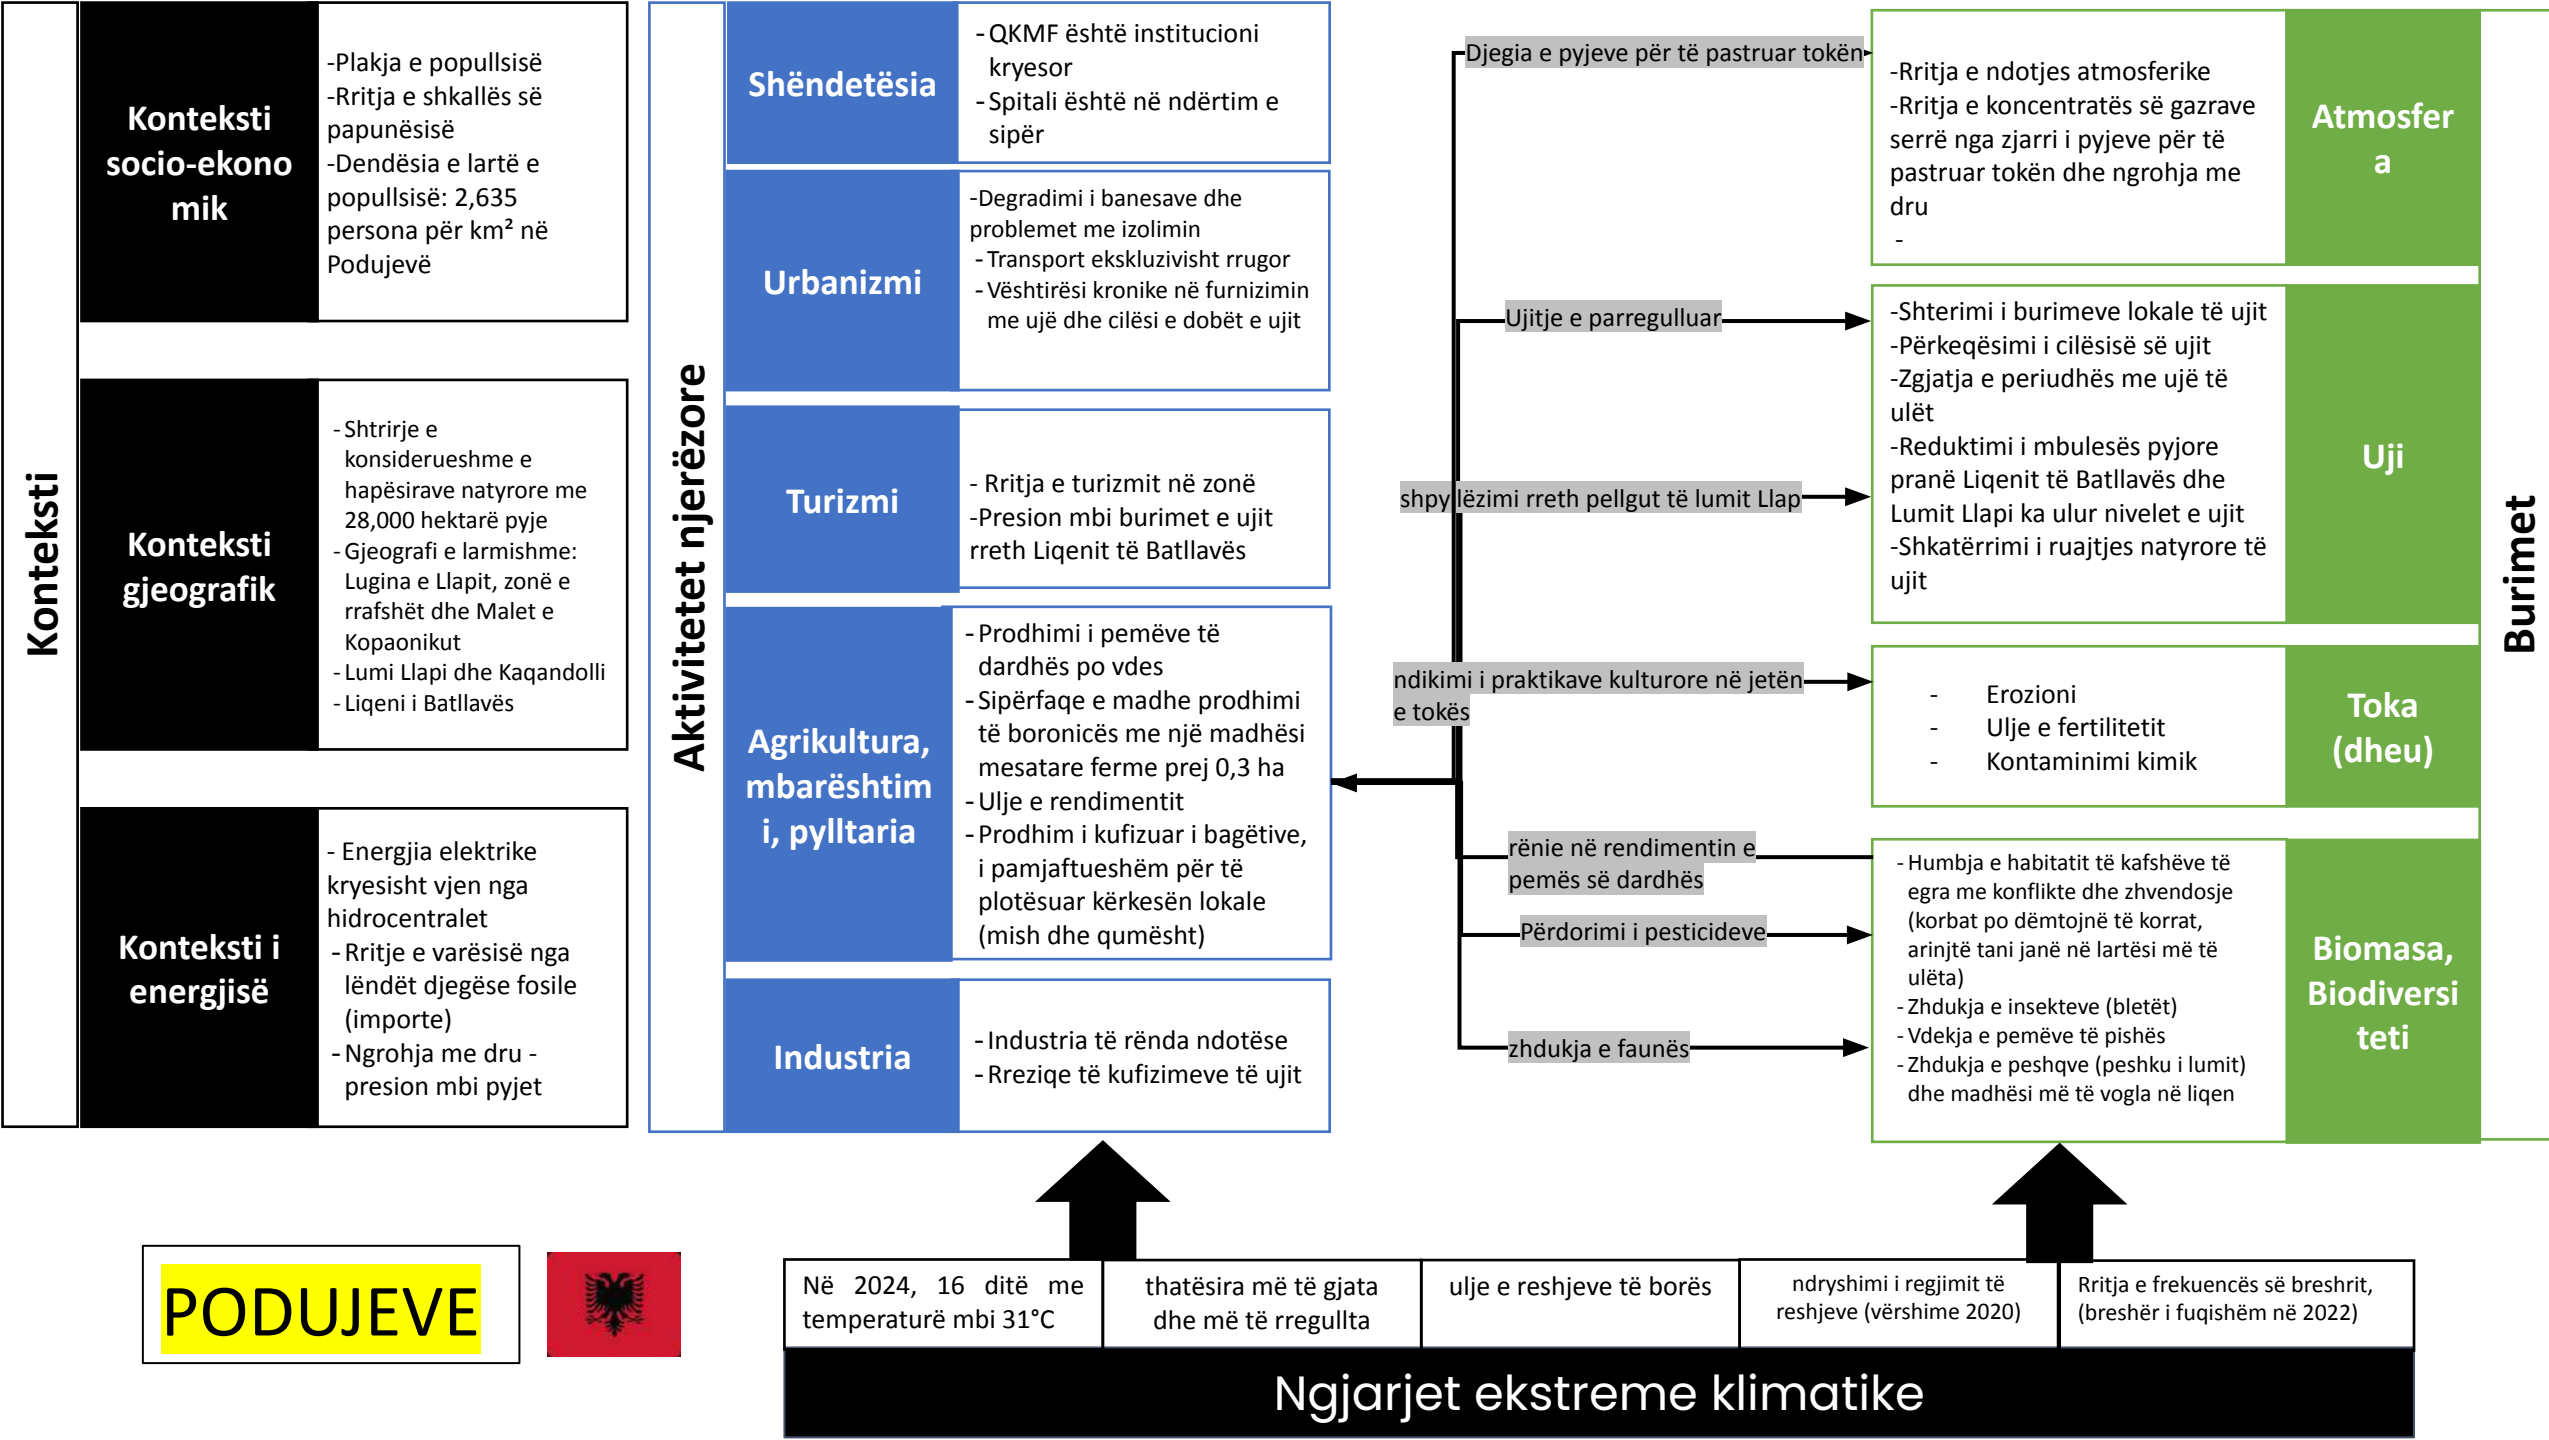 Konteksti
Konteksti
socio-ekono
mik
-Plakja e popullsisë
-Rritja e shkallës së
papunësisë
-Dendësia e lartë e
popullsisë: 2,635
persona për km² në
Podujevë
Konteksti
gjeografik
- Shtrirje e
konsiderueshme e
hapësirave natyrore me
28,000 hektarë pyje
- Gjeografi e larmishme:
Lugina e Llapit, zonë e
rrafshët dhe Malet e
Kopaonikut
- Lumi Llapi dhe Kaqandolli
- Liqeni i Batllavës
Konteksti i
energjisë
- Energjia elektrike
kryesisht vjen nga
hidrocentralet
- Rritje e varësisë nga
lëndët djegëse fosile
(importe)
- Ngrohja me dru -
presion mbi pyjet
Aktivitetet njerëzore
Shëndetësia
- QKMF është institucioni
kryesor
- Spitali është në ndërtim e
sipër
Urbanizmi
-Degradimi i banesave dhe
problemet me izolimin
- Transport ekskluzivisht rrugor
- Vështirësi kronike në furnizimin
me ujë dhe cilësi e dobët e ujit
Turizmi
- Rritja e turizmit në zonë
-Presion mbi burimet e ujit
rreth Liqenit të Batllavës
Agrikultura,
mbarështim
i, pylltaria
- Prodhimi i pemëve të
dardhës po vdes
- Sipërfaqe e madhe prodhimi
të boronicës me një madhësi
mesatare ferme prej 0,3 ha
- Ulje e rendimentit
- Prodhim i kufizuar i bagëtive,
i pamjaftueshëm për të
plotësuar kërkesën lokale
(mish dhe qumësht)
Industria
- Industria të rënda ndotëse
- Rreziqe të kufizimeve të ujit
Djegia e pyjeve për të pastruar tokën
Ujitje e parregulluar
shpyllëzimi rreth pellgut të lumit Llap
ndikimi i praktikave kulturore në jetën
e tokës
rënie në rendimentin e
pemës së dardhës
Përdorimi i pesticideve
zhdukja e faunës
-Rritja e ndotjes atmosferike
-Rritja e koncentratës së gazrave
serrë nga zjarri i pyjeve për të
pastruar tokën dhe ngrohja me
dru
-
Atmosfer
a
-Shterimi i burimeve lokale të ujit
-Përkeqësimi i cilësisë së ujit
-Zgjatja e periudhës me ujë të
ulët
-Reduktimi i mbulesës pyjore
pranë Liqenit të Batllavës dhe
Lumit Llapi ka ulur nivelet e ujit
-Shkatërrimi i ruajtjes natyrore të
ujit
Uji
- Erozioni
- Ulje e fertilitetit
- Kontaminimi kimik
Toka
(dheu)
- Humbja e habitatit të kafshëve të
egra me konflikte dhe zhvendosje
(korbat po dëmtojnë të korrat,
arinjtë tani janë në lartësi më të
ulëta)
- Zhdukja e insekteve (bletët)
- Vdekja e pemëve të pishës
- Zhdukja e peshqve (peshku i lumit)
dhe madhësi më të vogla në liqen
Biomasa,
Biodiversi
teti
Burimet
PODUJEVE
Në 2024, 16 ditë me
temperaturë mbi 31°C
thatësira më të gjata
dhe më të rregullta
ulje e reshjeve të borës
ndryshimi i regjimit të
reshjeve (vërshime 2020)
Rritja e frekuencës së breshrit,
(breshër i fuqishëm në 2022)
Ngjarjet ekstreme klimatike